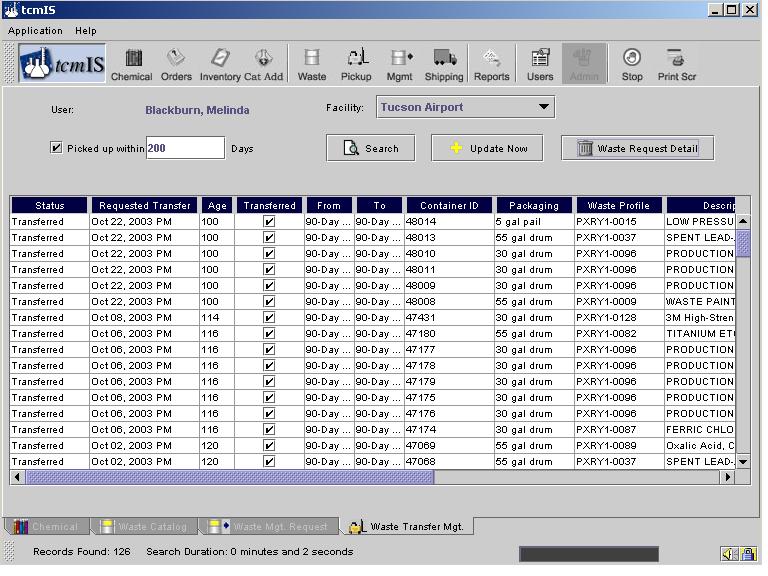 tcmIS
Application Help
tcmIS Chemical Orders Inventory Cat Add Waste Pickup Mgmt Shipping Reports Users Admin Stop Print Scr
User: Blackburn, Melinda Facility: Tucson Airport
Picked up within 200 Days Search Update Now Waste Request Detail
Status Requested Transfer Age Transferred From To Container ID Packaging Waste Profile Descrip
Transferred Oct 22, 2003 PM 100 90-Day ... 90-Day ... 48014 5 gal pail PXRY1-0015 LOW PRESSU
Transferred Oct 22, 2003 PM 100 90-Day ... 90-Day ... 48013 55 gal drum PXRY1-0037 SPENT LEAD-
Transferred Oct 22, 2003 PM 100 90-Day ... 90-Day ... 48010 30 gal drum PXRY1-0096 PRODUCTION
Transferred Oct 22, 2003 PM 100 90-Day ... 90-Day ... 48011 30 gal drum PXRY1-0096 PRODUCTION
Transferred Oct 22, 2003 PM 100 90-Day ... 90-Day ... 48009 30 gal drum PXRY1-0096 PRODUCTION
Transferred Oct 22, 2003 PM 100 90-Day ... 90-Day ... 48008 55 gal drum PXRY1-0009 WASTE PAINT
Transferred Oct 08, 2003 PM 114 90-Day ... 90-Day ... 47431 30 gal drum PXRY1-0128 3M High-Stren
Transferred Oct 06, 2003 PM 116 90-Day ... 90-Day ... 47180 55 gal drum PXRY1-0082 TITANIUM ETC
Transferred Oct 06, 2003 PM 116 90-Day ... 90-Day ... 47177 30 gal drum PXRY1-0096 PRODUCTION
Transferred Oct 06, 2003 PM 116 90-Day ... 90-Day ... 47178 30 gal drum PXRY1-0096 PRODUCTION
Transferred Oct 06, 2003 PM 116 90-Day ... 90-Day ... 47179 30 gal drum PXRY1-0096 PRODUCTION
Transferred Oct 06, 2003 PM 116 90-Day ... 90-Day ... 47175 30 gal drum PXRY1-0096 PRODUCTION
Transferred Oct 06, 2003 PM 116 90-Day ... 90-Day ... 47176 30 gal drum PXRY1-0096 PRODUCTION
Transferred Oct 06, 2003 PM 116 90-Day ... 90-Day ... 47174 30 gal drum PXRY1-0087 FERRIC CHLO
Transferred Oct 02, 2003 PM 120 90-Day ... 90-Day ... 47069 55 gal drum PXRY1-0089 Oxalic Acid, C
Transferred Oct 02, 2003 PM 120 90-Day ... 90-Day ... 47068 55 gal drum PXRY1-0037 SPENT LEAD-
Chemical Waste Catalog Waste Mgt. Request Waste Transfer Mgt.
Records Found: 126 Search Duration: 0 minutes and 2 seconds